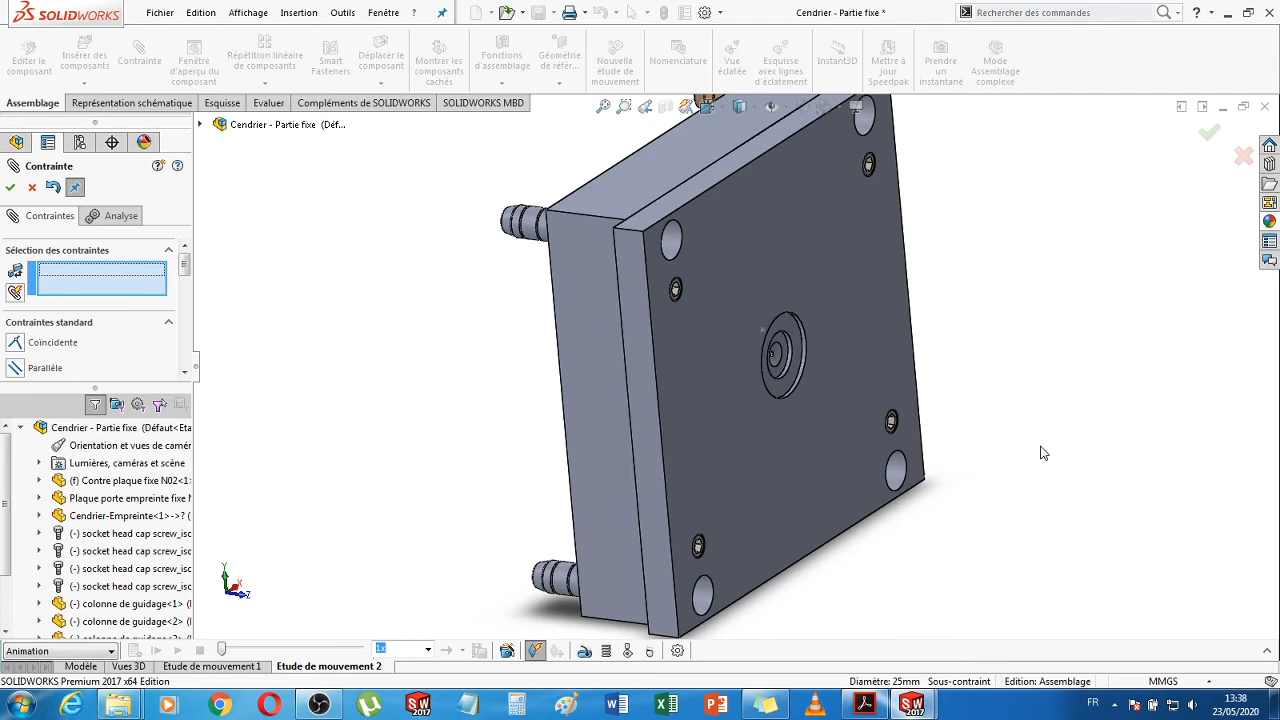 SOLIDWORKS
Fichier Edition Affichage Insertion Outils Fenêtre
Cendrier - Partie fixe *
Rechercher des commandes
?
Editer le composant
Insérer des composants
Contrainte
Fenêtre d'aperçu du composant
Répétition linéaire de composants
Smart Fasteners
Déplacer le composant
Montrer les composants cachés
Fonctions d'assemblage
Géométrie de référ...
Nouvelle étude de mouvement
Nomenclature
Vue éclatée
Esquisse avec lignes d'éclatement
Instant3D
Mettre à jour Speedpak
Prendre un instantané
Mode Assemblage complexe
Assemblage Représentation schématique Esquisse Evaluer Compléments de SOLIDWORKS SOLIDWORKS MBD
Cendrier - Partie fixe (Déf...
Contrainte
Contraintes Analyse
Sélection des contraintes
Contraintes standard
Coïncidente
Parallèle
Cendrier - Partie fixe (Défaut<Eta
Orientation et vues de camér
Lumières, caméras et scène
(f) Contre plaque fixe N02<1>
Plaque porte empreinte fixe N
Cendrier-Empreinte<1>->? (
(-) socket head cap screw_iso
(-) socket head cap screw_iso
(-) socket head cap screw_iso
(-) socket head cap screw_iso
(-) colonne de guidage<1> (
(-) colonne de guidage<2> (
Y
X
Z
Animation
1x
Modèle Vues 3D Etude de mouvement 1 Etude de mouvement 2
SOLIDWORKS Premium 2017 x64 Edition
Diamètre: 25mm Sous-contraint Edition: Assemblage MMGS
FR
13:38
23/05/2020